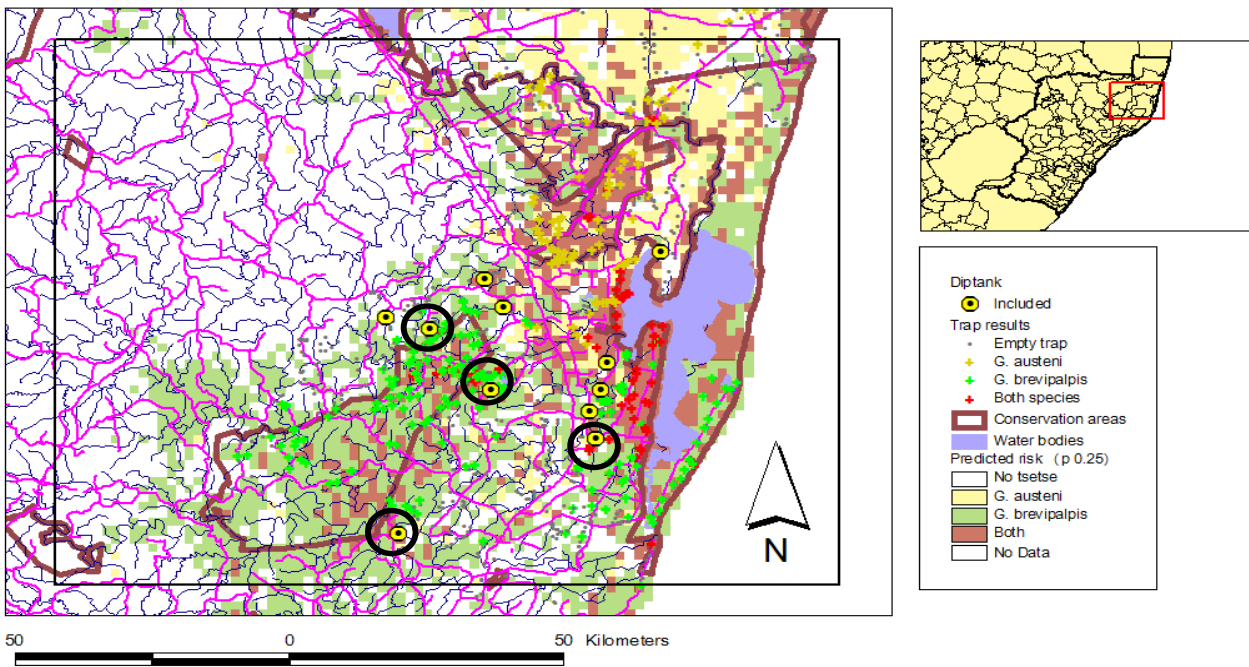 N
50 0 50 Kilometers
Diptank
Included
Trap results
Empty trap
G. austeni
G. brevipalpis
Both species
Conservation areas
Water bodies
Predicted risk (p 0.25)
No tsetse
G. austeni
G. brevipalpis
Both
No Data